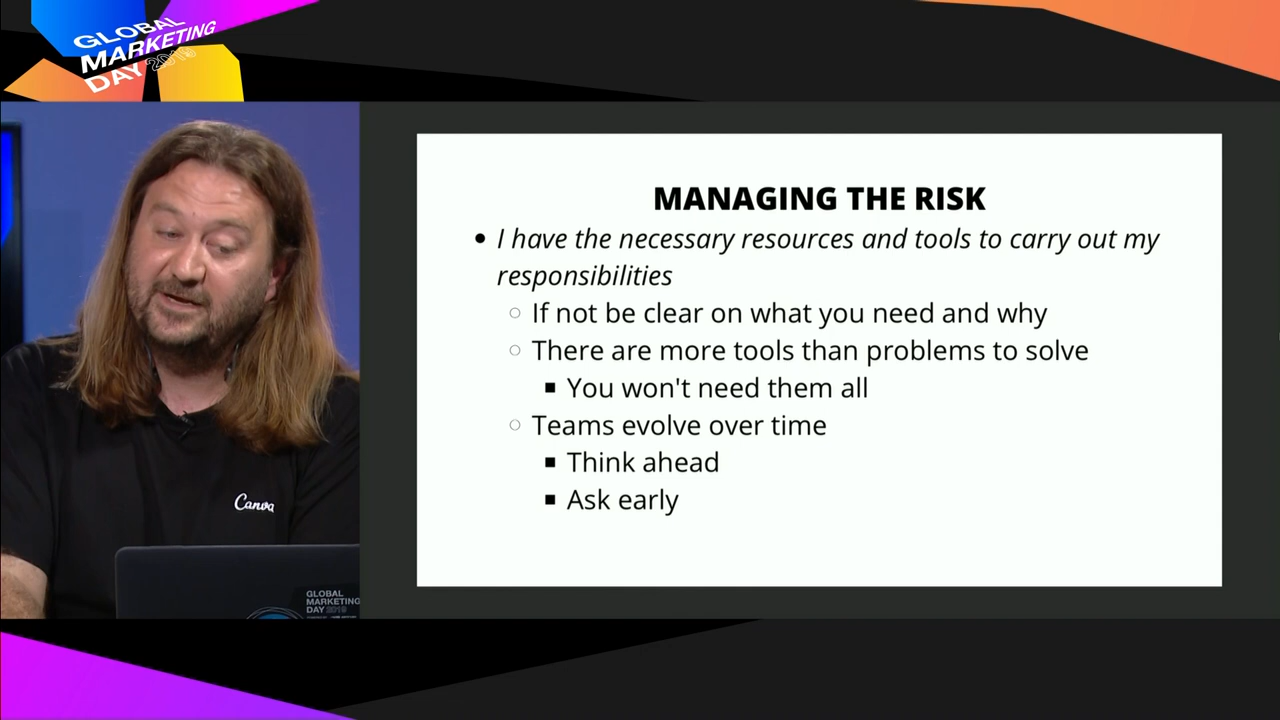 GLOBAL
MARKETING
DAY 2019
MANAGING THE RISK
I have the necessary resources and tools to carry out my
responsibilities
If not be clear on what you need and why
There are more tools than problems to solve
You won't need them all
Teams evolve over time
Think ahead
Ask early
Canva
GLOBAL
MARKETING
DAY 2019